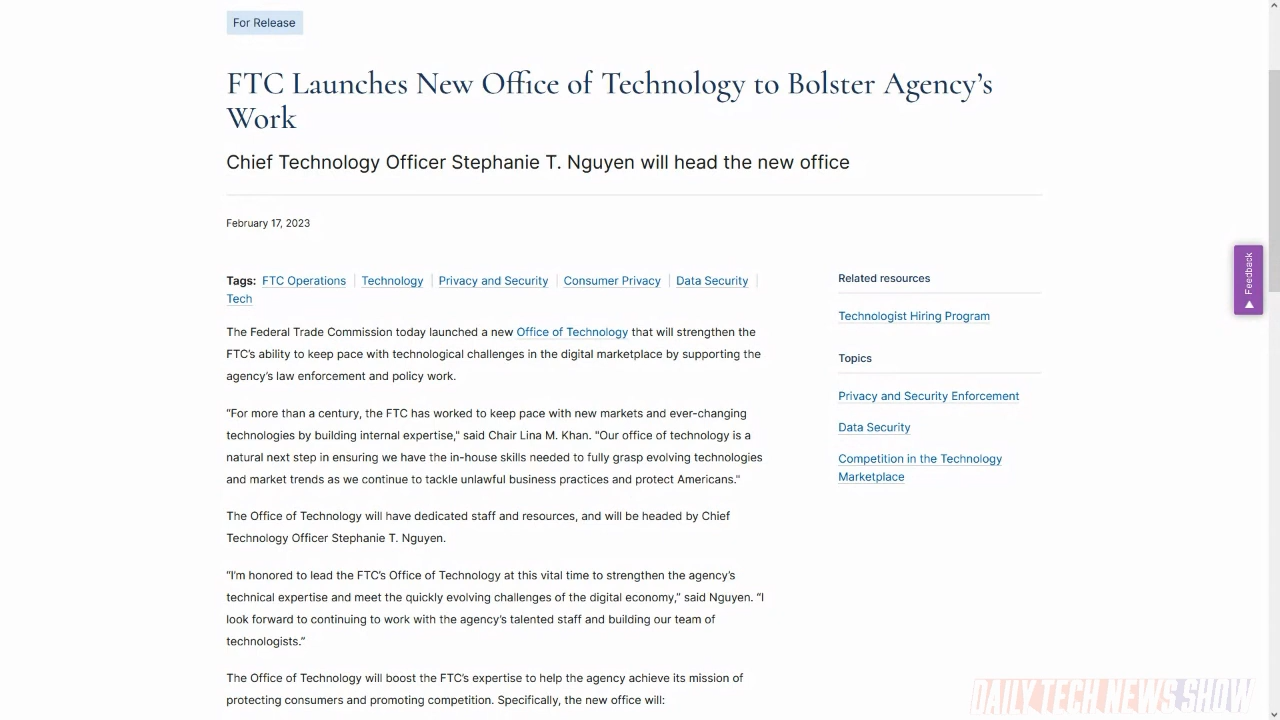 For Release
FTC Launches New Office of Technology to Bolster Agency’s
Work
Chief Technology Officer Stephanie T. Nguyen will head the new office
February 17, 2023
Tags: FTC Operations | Technology | Privacy and Security | Consumer Privacy | Data Security |
Tech
The Federal Trade Commission today launched a new Office of Technology that will strengthen the
FTC’s ability to keep pace with technological challenges in the digital marketplace by supporting the
agency’s law enforcement and policy work.
“For more than a century, the FTC has worked to keep pace with new markets and ever-changing
technologies by building internal expertise," said Chair Lina M. Khan. "Our office of technology is a
natural next step in ensuring we have the in-house skills needed to fully grasp evolving technologies
and market trends as we continue to tackle unlawful business practices and protect Americans."
The Office of Technology will have dedicated staff and resources, and will be headed by Chief
Technology Officer Stephanie T. Nguyen.
“I’m honored to lead the FTC’s Office of Technology at this vital time to strengthen the agency’s
technical expertise and meet the quickly evolving challenges of the digital economy,” said Nguyen. “I
look forward to continuing to work with the agency’s talented staff and building our team of
technologists.”
The Office of Technology will boost the FTC’s expertise to help the agency achieve its mission of
protecting consumers and promoting competition. Specifically, the new office will:
Related resources
Technologist Hiring Program
Topics
Privacy and Security Enforcement
Data Security
Competition in the Technology
Marketplace
Feedback
DAILY TECH NEWS SHOW